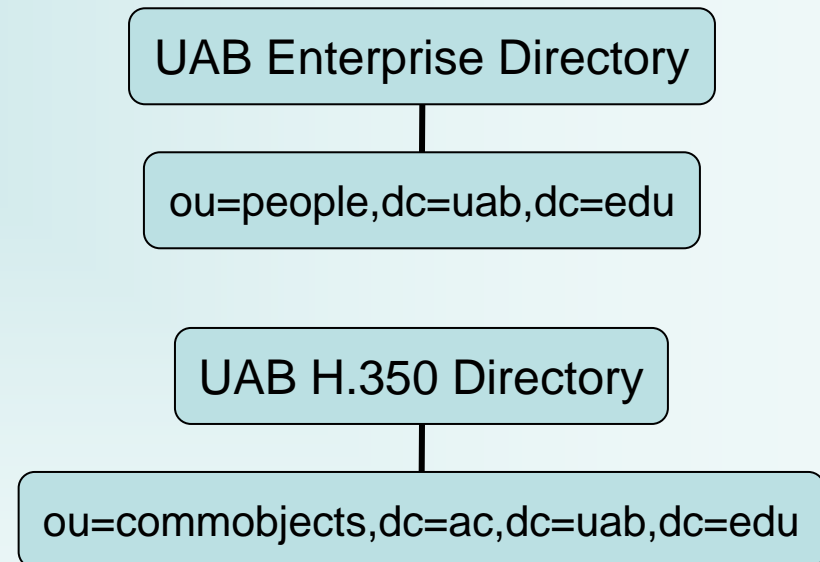 UAB Enterprise Directory
ou=people,dc=uab,dc=edu
UAB H.350 Directory
ou=commobjects,dc=ac,dc=uab,dc=edu